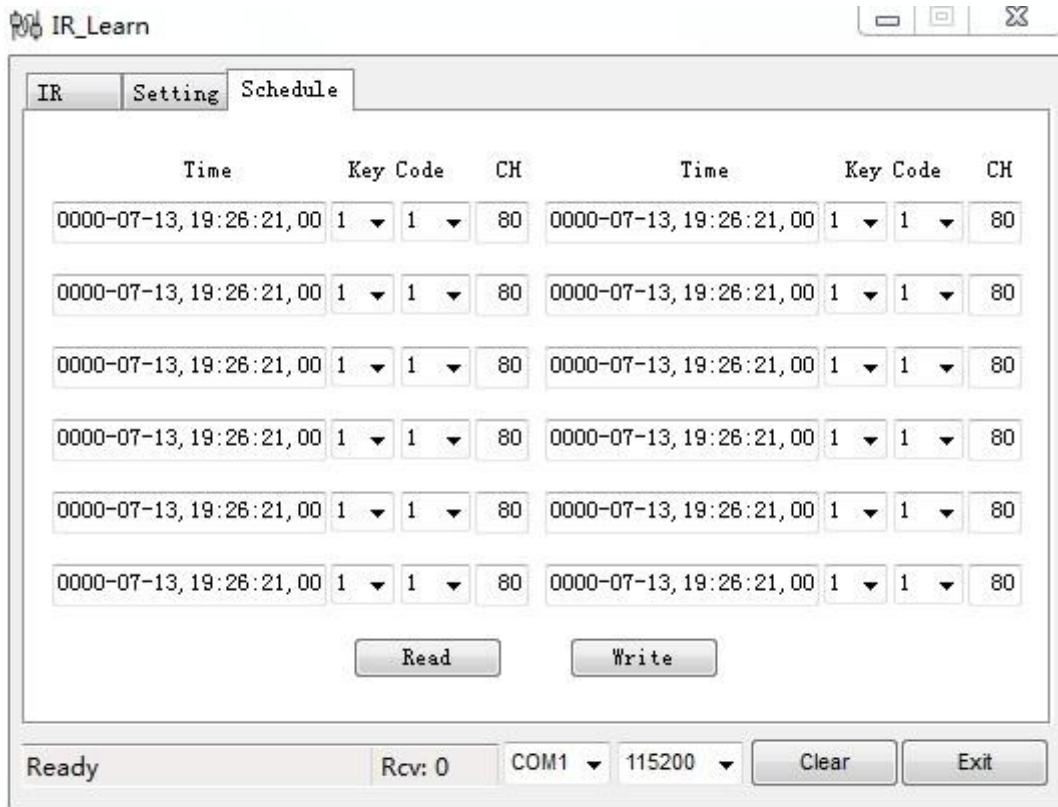 IR_Learn
IR Setting Schedule
Time Key Code CH Time Key Code CH
0000-07-13,19:26:21,00 1 1 80 0000-07-13,19:26:21,00 1 1 80
0000-07-13,19:26:21,00 1 1 80 0000-07-13,19:26:21,00 1 1 80
0000-07-13,19:26:21,00 1 1 80 0000-07-13,19:26:21,00 1 1 80
0000-07-13,19:26:21,00 1 1 80 0000-07-13,19:26:21,00 1 1 80
0000-07-13,19:26:21,00 1 1 80 0000-07-13,19:26:21,00 1 1 80
0000-07-13,19:26:21,00 1 1 80 0000-07-13,19:26:21,00 1 1 80
Read Write
Ready Rcv: 0 COM1 115200 Clear Exit